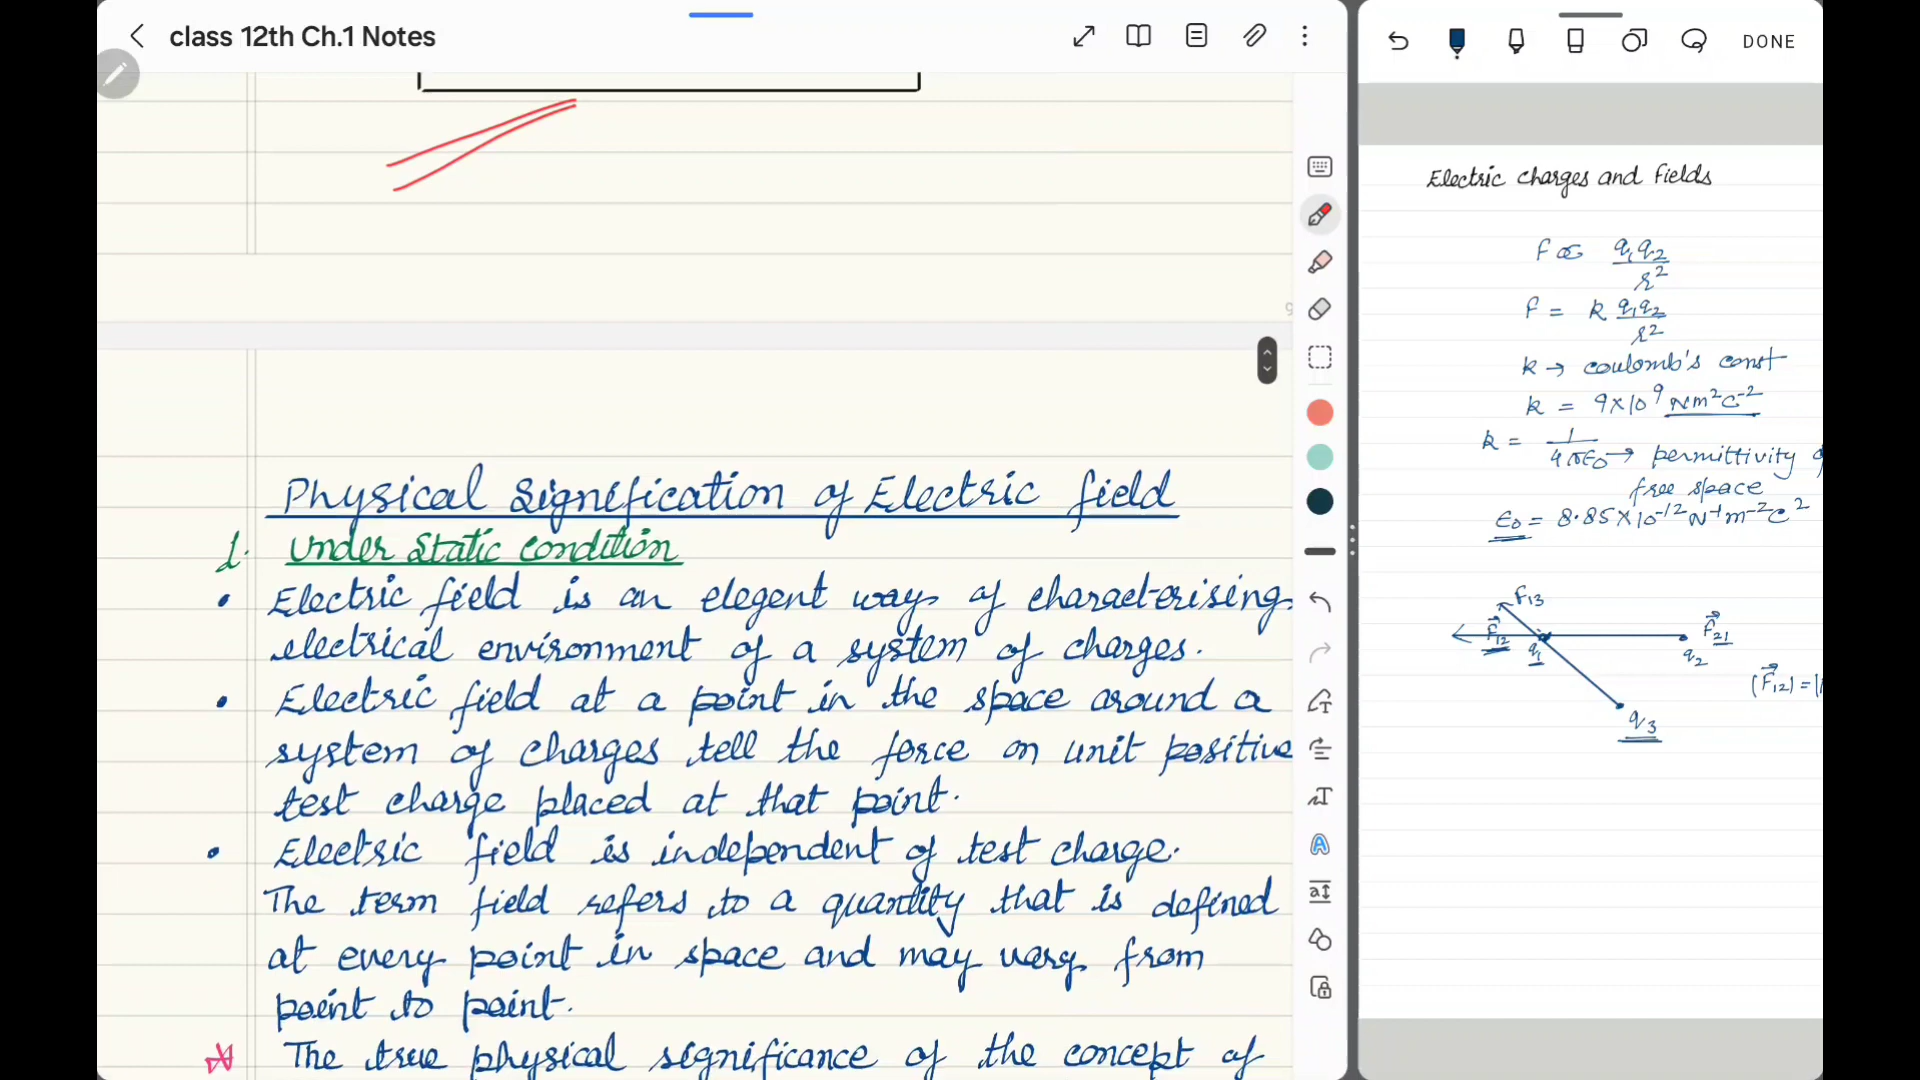 class 12th Ch.1 Notes
9
Physical Signification of Electric field
1. Under Static Condition
• Electric field is an elegent way of charact-erising
electrical environment of a system of charges.
• Electric field at a point in the space around a
system of charges tell the force on unit positive
test charge placed at that point.
• Electric field is independent of test charge.
The term field refers to a quantity that is defined
at every point in space and may vary from
point to point.
The true physical significance of the concept of
DONE
Electric charges and fields
F ∝ q1q2/r²
F = k q1q2/r²
k → coulomb's const
k = 9×10⁹ Nm²C⁻²
k = 1/4πε0 → permittivity
free space
ε0 = 8.85×10⁻¹² N⁻¹m⁻²C²
F13
F⃗12 F⃗21
q1 q2
|F⃗12| = |
q3